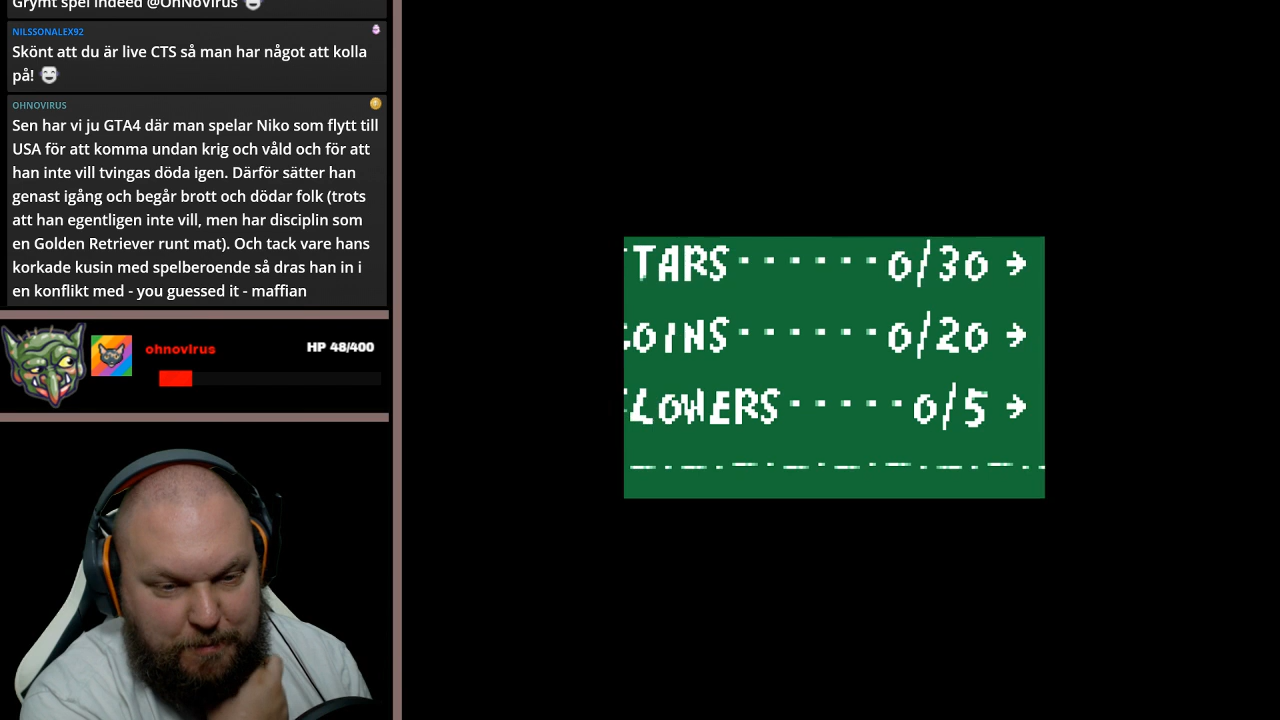 Grymt spel indeed @OhNoVirus
NILSSONALEX92
Skönt att du är live CTS så man har något att kolla
på!
OHNOVIRUS
Sen har vi ju GTA4 där man spelar Niko som flytt till
USA för att komma undan krig och våld och för att
han inte vill tvingas döda igen. Därför sätter han
genast igång och begår brott och dödar folk (trots
att han egentligen inte vill, men har disciplin som
en Golden Retriever runt mat). Och tack vare hans
korkade kusin med spelberoende så dras han in i
en konflikt med - you guessed it - maffian
ohnovirus HP 48/400
TARS ······ 0/30 →
COINS ······ 0/20 →
FLOWERS ····· 0/5 →